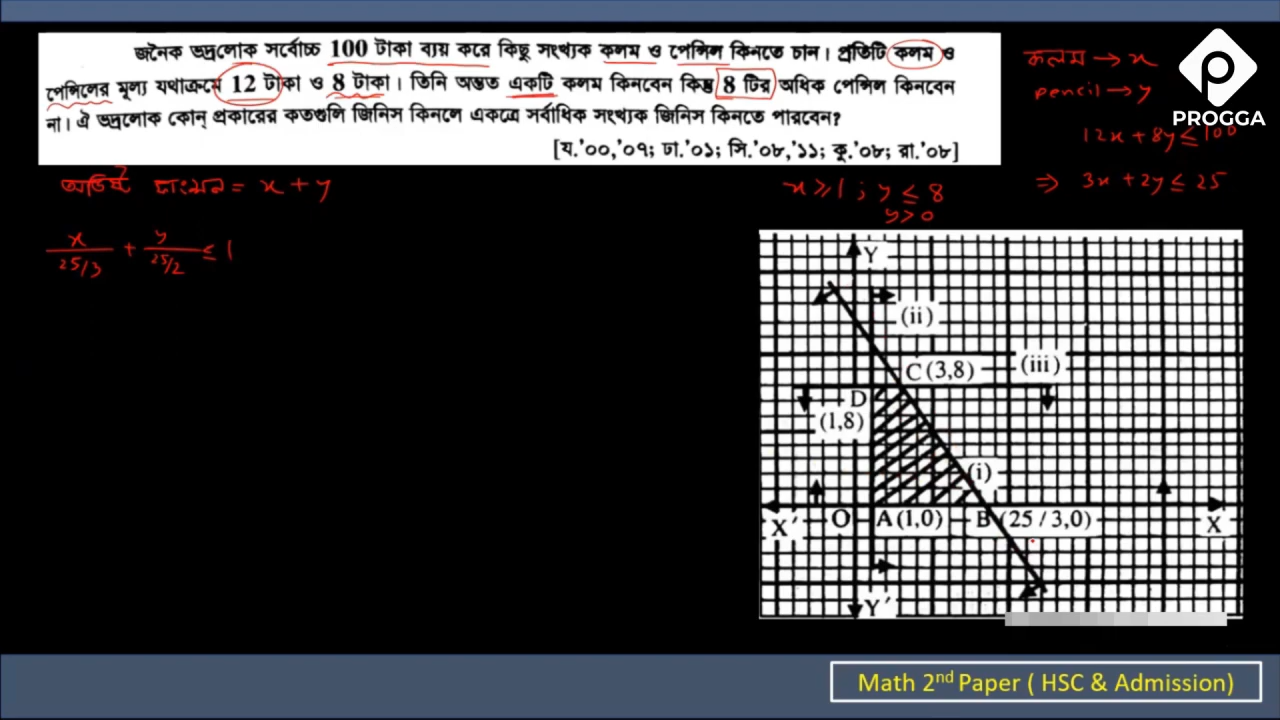 জনৈক ভদ্রলোক সর্বোচ্চ 100 টাকা ব্যয় করে কিছু সংখ্যক কলম ও পেন্সিল কিনতে চান। প্রতিটি কলম ও
পেন্সিলের মূল্য যথাক্রমে 12 টাকা ও 8 টাকা। তিনি অন্তত একটি কলম কিনবেন কিন্তু 8 টির অধিক পেন্সিল কিনবেন
না। ঐ ভদ্রলোক কোন্ প্রকারের কতগুলি জিনিস কিনলে একত্রে সর্বাধিক সংখ্যক জিনিস কিনতে পারবেন?
[য.'০০,'০৭; ঢা.'০১; সি.'০৮,'১১; কু.'০৮; রা.'০৮]
কলম → x
pencil → y
PROGGA
12x + 8y ≤ 100
⇒ 3x + 2y ≤ 25
x ≥ 1 ; y ≤ 8
y > 0
= x + y
x/25/3 + y/25/2 ≤ 1
Y
(ii)
C (3,8)
(iii)
D
(1,8)
(i)
X′
O
A (1,0)
B (25 / 3,0)
X
Y′
Math 2nd Paper ( HSC & Admission)